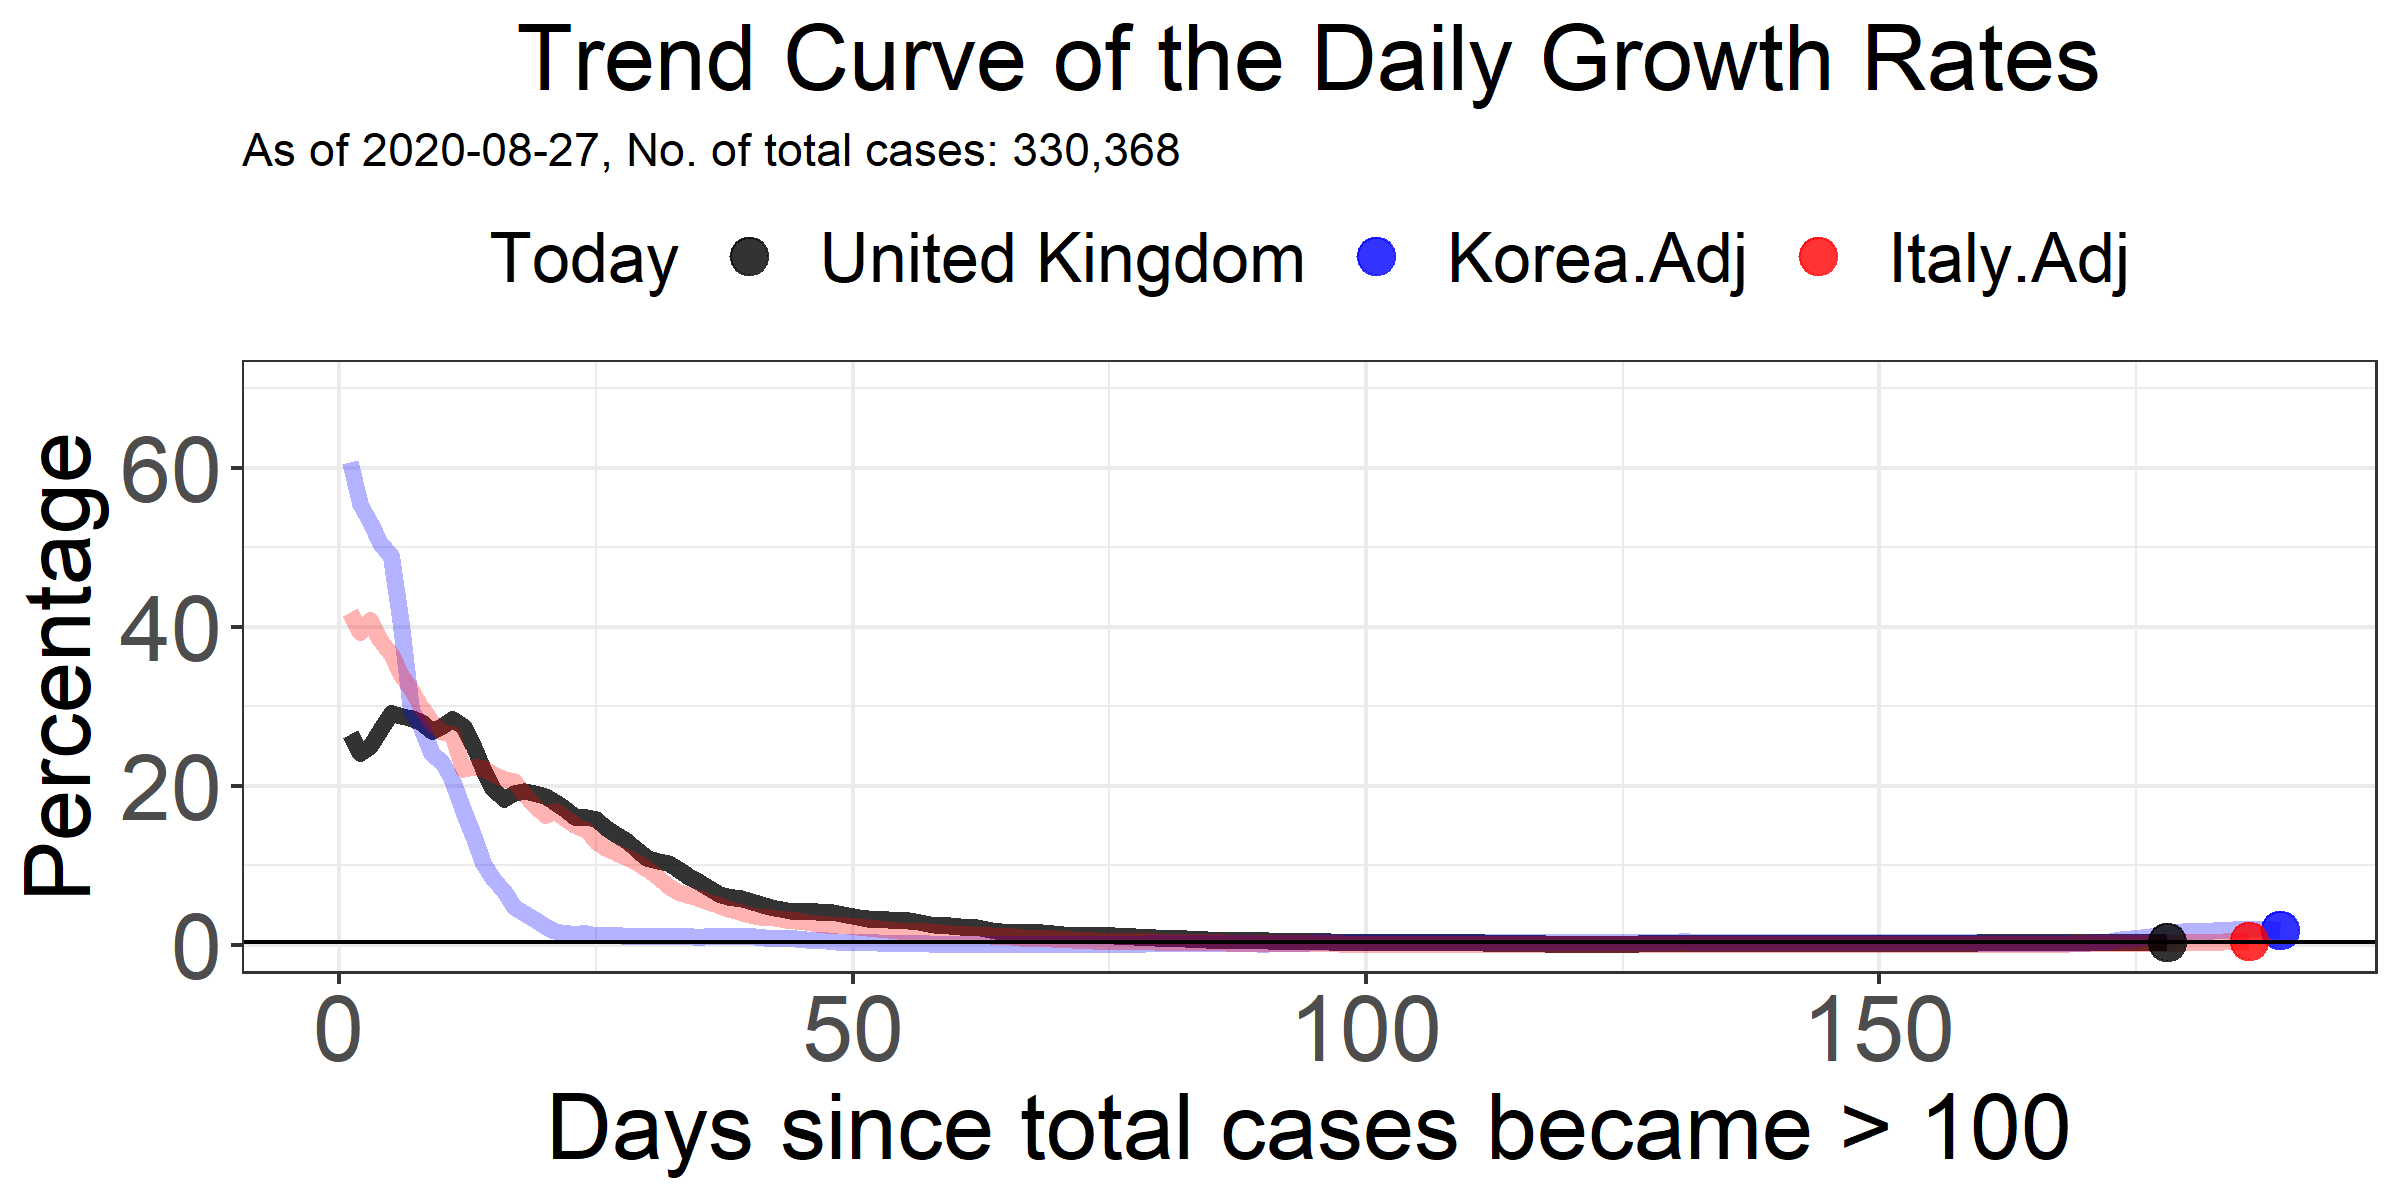 Trend Curve of the Daily Growth Rates
As of 2020-08-27, No. of total cases: 330,368
Today United Kingdom Korea.Adj Italy.Adj
Percentage
60
40
20
0
0 50 100 150
Days since total cases became > 100